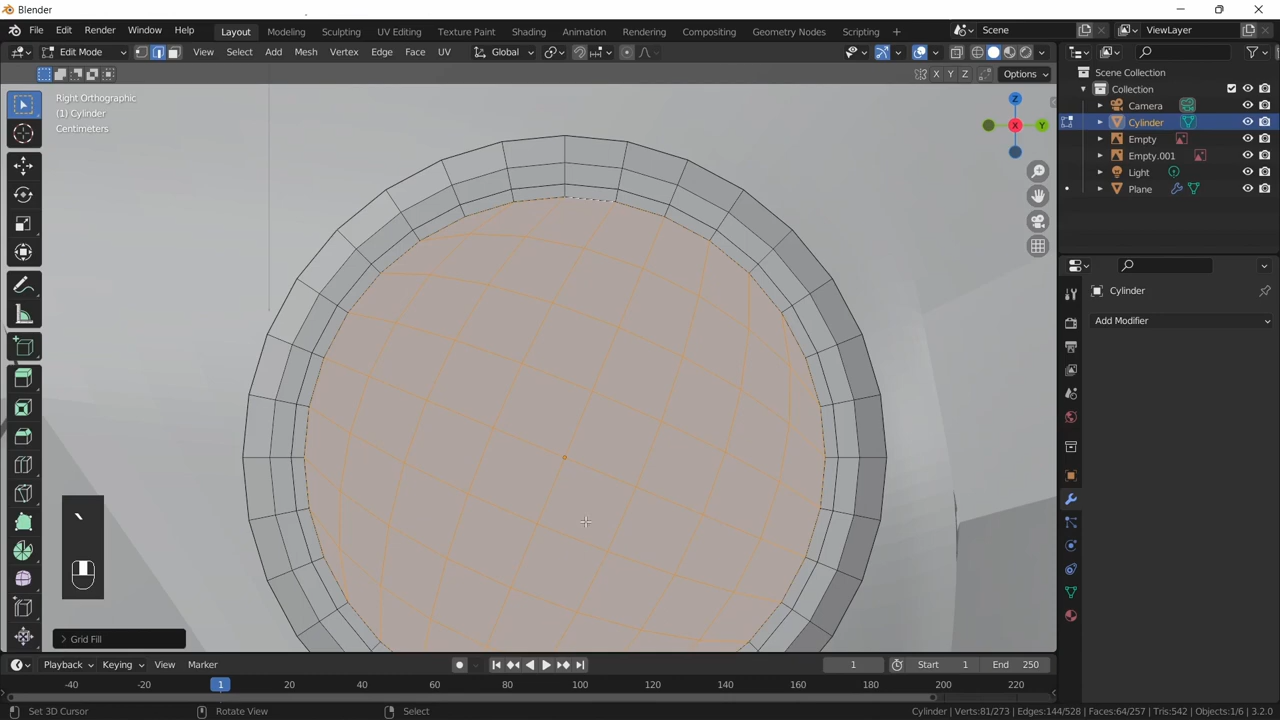 Blender
File Edit Render Window Help
Layout Modeling Sculpting UV Editing Texture Paint Shading Animation Rendering Compositing Geometry Nodes Scripting +
Scene
ViewLayer
Edit Mode View Select Add Mesh Vertex Edge Face UV
Global
X Y Z Options
Right Orthographic
(1) Cylinder
Centimeters
Z
X
Y
Scene Collection
Collection
Camera
Cylinder
Empty
Empty.001
Light
Plane
Cylinder
Add Modifier
`
Grid Fill
Playback Keying View Marker
1 Start 1 End 250
-40 -20 1 20 40 60 80 100 120 140 160 180 200 220
Set 3D Cursor Rotate View Select
Cylinder | Verts:81/273 | Edges:144/528 | Faces:64/257 | Tris:542 | Objects:1/6 | 3.2.0